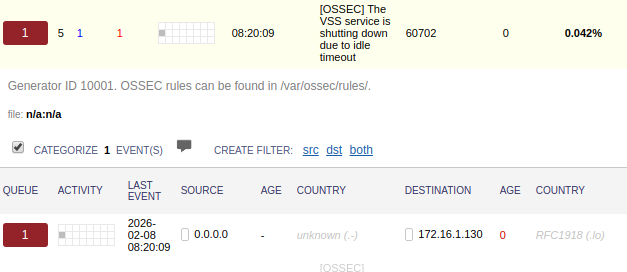 [OSSEC] The
VSS service is
1 5 1 1 08:20:09 shutting down 60702 0 0.042%
due to idle
timeout
Generator ID 10001. OSSEC rules can be found in /var/ossec/rules/.
file: n/a:n/a
CATEGORIZE 1 EVENT(S) CREATE FILTER: src dst both
QUEUE ACTIVITY LAST EVENT SOURCE AGE COUNTRY DESTINATION AGE COUNTRY
2026-
1 02-08 0.0.0.0 - unknown (.-) 172.16.1.130 0 RFC1918 (.lo)
08:20:09
[OSSEC]